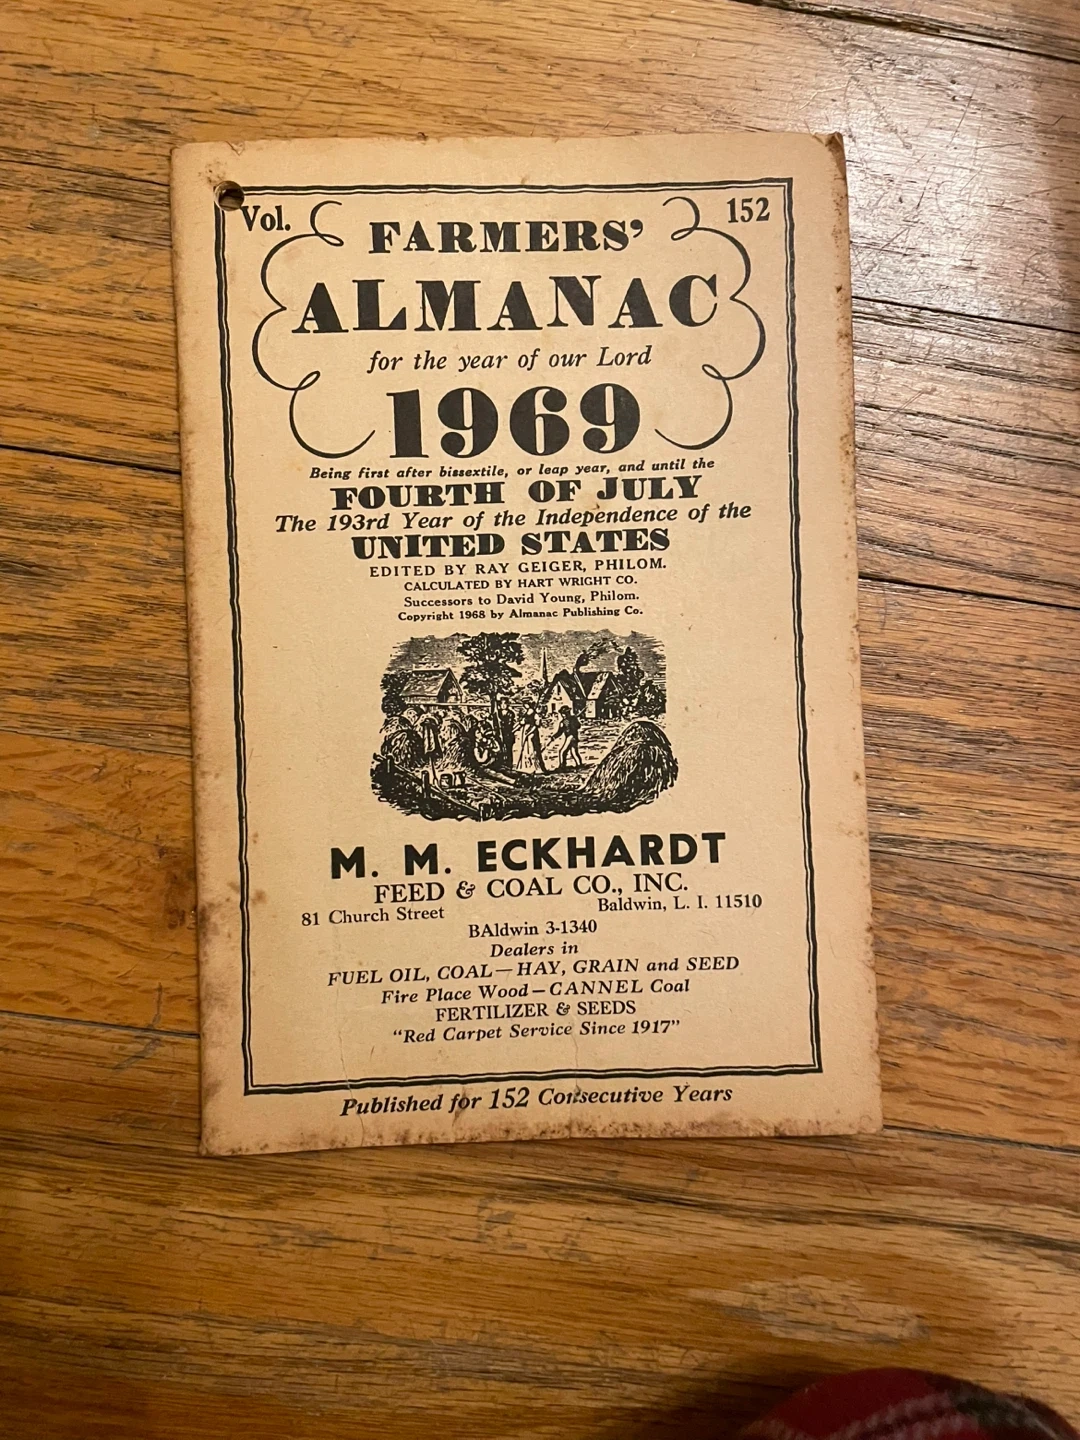 Vol. 152
FARMERS'
ALMANAC
for the year of our Lord
1969
Being first after bissextile, or leap year, and until the
FOURTH OF JULY
The 193rd Year of the Independence of the
UNITED STATES
EDITED BY RAY GEIGER, PHILOM.
CALCULATED BY HART WRIGHT CO.
Successors to David Young, Philom.
Copyright 1968 by Almanac Publishing Co.
M. M. ECKHARDT
FEED & COAL CO., INC.
81 Church Street Baldwin, L. I. 11510
BAldwin 3-1340
Dealers in
FUEL OIL, COAL—HAY, GRAIN and SEED
Fire Place Wood—CANNEL Coal
FERTILIZER & SEEDS
"Red Carpet Service Since 1917"
Published for 152 Consecutive Years